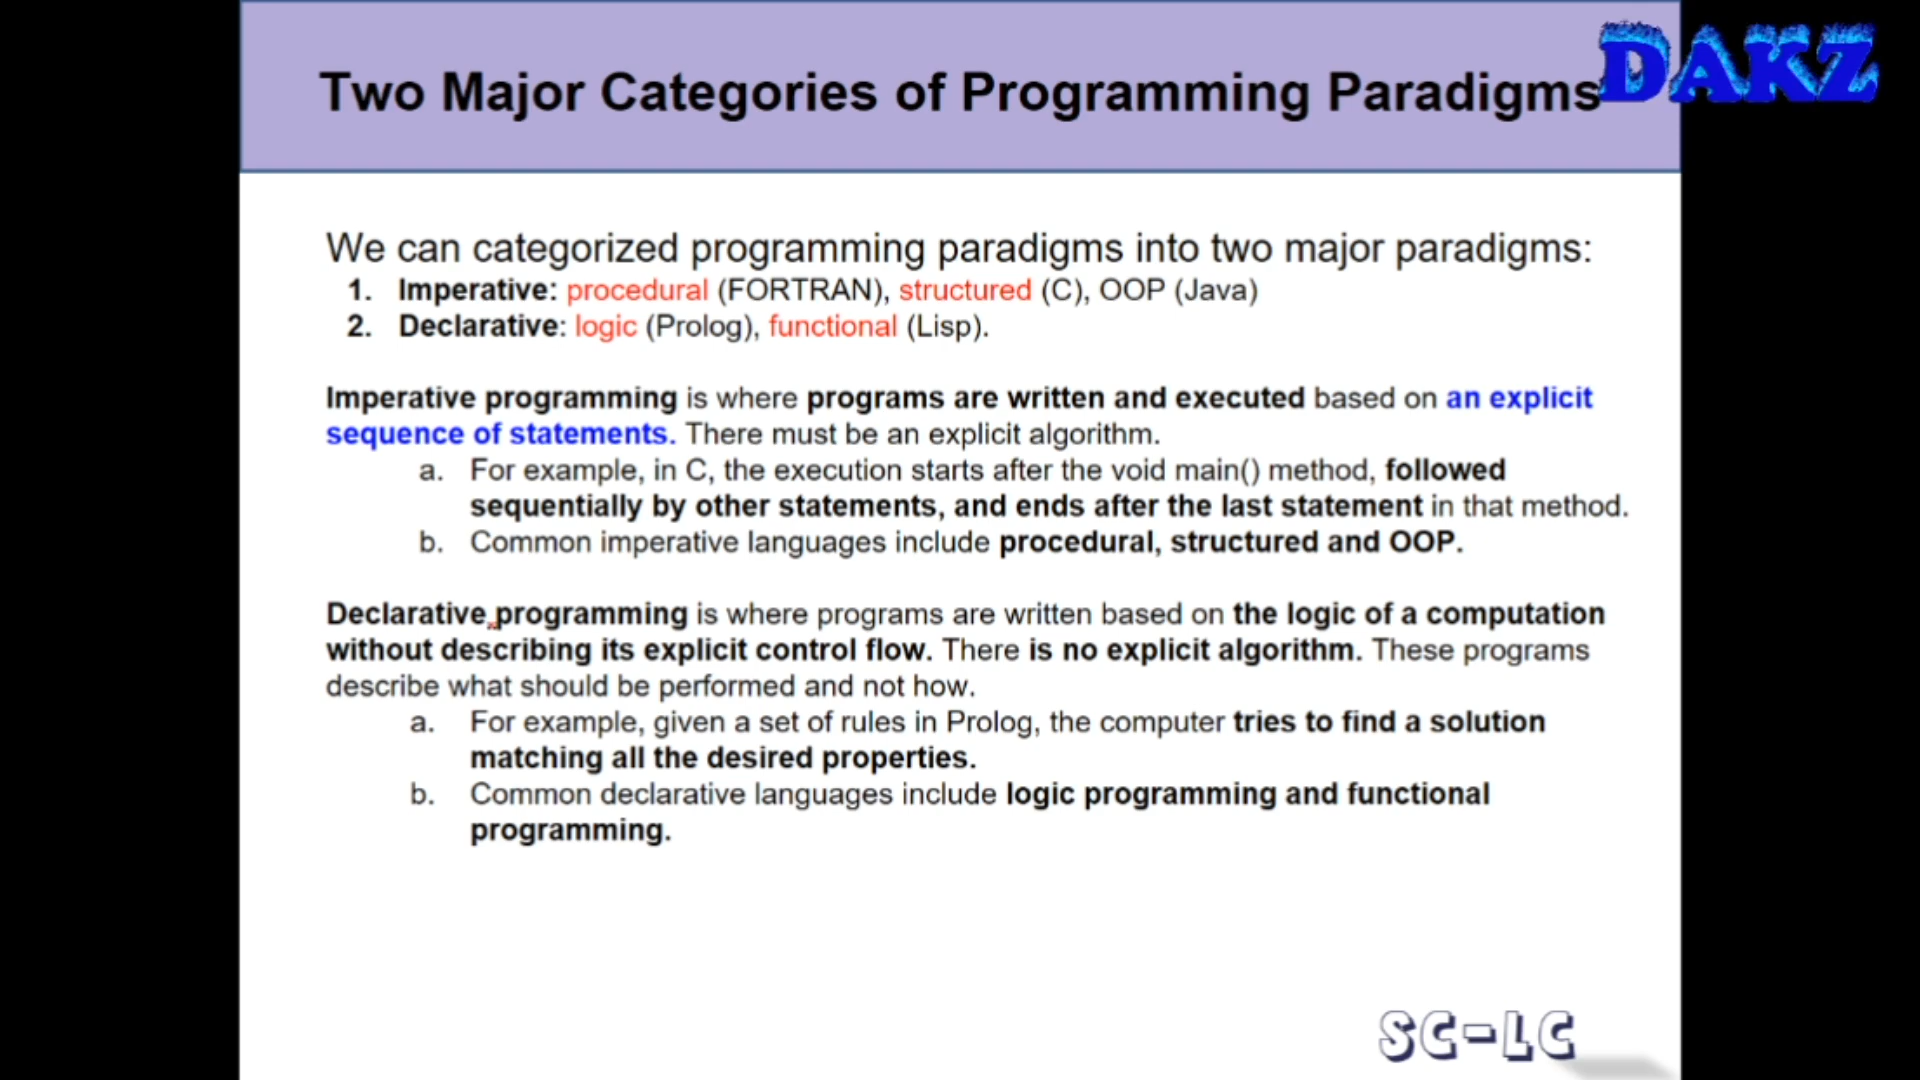 Two Major Categories of Programming Paradigms
DAKZ
We can categorized programming paradigms into two major paradigms:
1. Imperative: procedural (FORTRAN), structured (C), OOP (Java)
2. Declarative: logic (Prolog), functional (Lisp).
Imperative programming is where programs are written and executed based on an explicit
sequence of statements. There must be an explicit algorithm.
a. For example, in C, the execution starts after the void main() method, followed
sequentially by other statements, and ends after the last statement in that method.
b. Common imperative languages include procedural, structured and OOP.
Declarative programming is where programs are written based on the logic of a computation
without describing its explicit control flow. There is no explicit algorithm. These programs
describe what should be performed and not how.
a. For example, given a set of rules in Prolog, the computer tries to find a solution
matching all the desired properties.
b. Common declarative languages include logic programming and functional
programming.
SC-LC